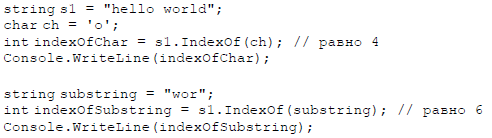 string s1 = "hello world";
char ch = 'o';
int indexOfChar = s1.IndexOf(ch); // равно 4
Console.WriteLine(indexOfChar);

string substring = "wor";
int indexOfSubstring = s1.IndexOf(substring); // равно 6
Console.WriteLine(indexOfSubstring);